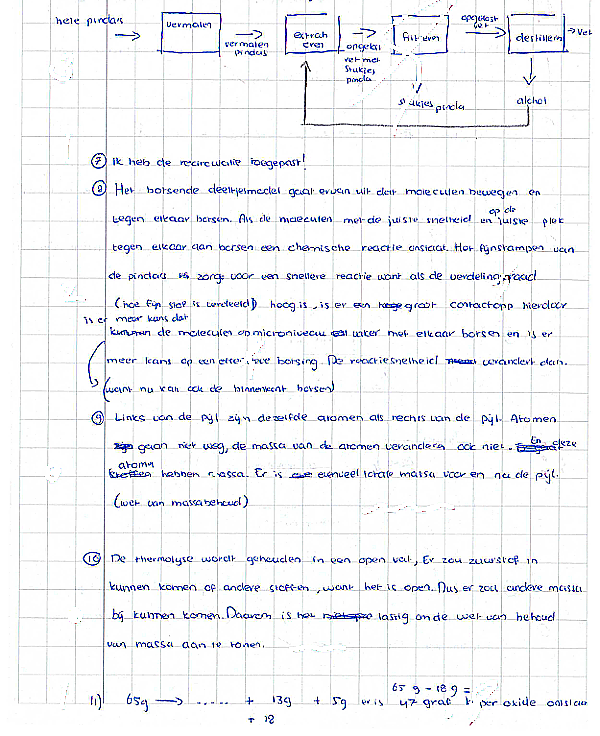 hele pindas
vermalen
vermalen pindas
extraheren
ongelost vet met stukjes pinda
filtreren
stukjes pinda
opgelost vet
destilleren
vet
alchol
7 Ik heb de recirculatie toegepast!
8 Het botsende deeltjesmodel gaat ervan uit dat moleculen bewegen en
tegen elkaar botsen. Als de moleculen met de juiste snelheid en op de juiste plek
tegen elkaar aan botsen een chemische reactie ontstaat. Het fijnstampen van
de pindas zorgt voor een snellere reactie want als de verdelingsgraad
(hoe fijn stof is verdeeld) hoog is, is er een groot contactopp hierdoor
is er meer kans dat
de moleculen op microniveau vaker met elkaar botsen en is er
meer kans op een effectieve botsing. De reactiesnelheid verandert dan.
(want nu kan ook de binnenkant botsen)
9 Links van de pijl zijn dezelfde atomen als rechts van de pijl. Atomen
gaan niet weg, de massa van de atomen veranderen ook niet. En deze
atomen hebben massa. Er is evenveel totale massa voor en na de pijl.
(wet van massabehoud)
10 De thermolyse wordt gehouden in een open vat, Er zou zuurstof in
kunnen komen of andere stoffen, want het is open. Dus er zou andere massa
bij kunnen komen. Daarom is het lastig om de wet van behoud
van massa aan te tonen.
65 g - 18 g =
11) 65g → ..... + 13g + 5g er is 47 gram per oxide ontstaan
+ 18